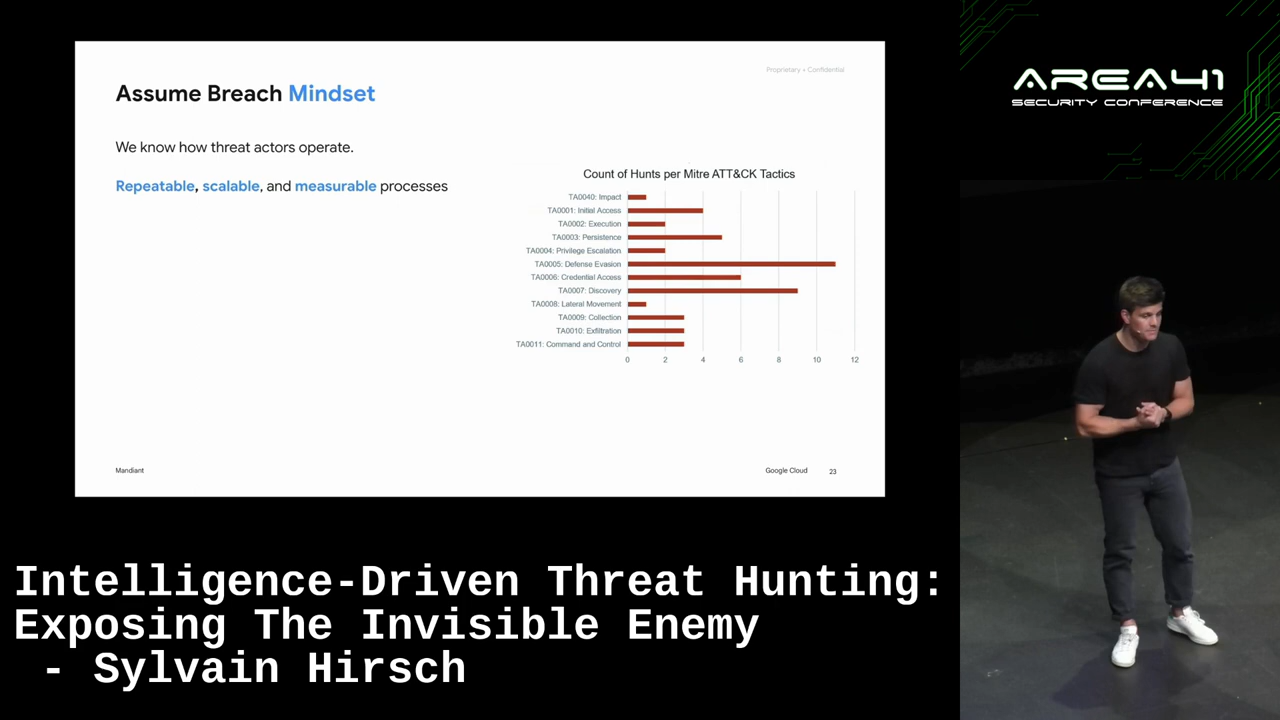 Proprietary + Confidential
Assume Breach Mindset
We know how threat actors operate.
Repeatable, scalable, and measurable processes
Count of Hunts per Mitre ATT&CK Tactics
TA0040: Impact
TA0001: Initial Access
TA0002: Execution
TA0003: Persistence
TA0004: Privilege Escalation
TA0005: Defense Evasion
TA0006: Credential Access
TA0007: Discovery
TA0008: Lateral Movement
TA0009: Collection
TA0010: Exfiltration
TA0011: Command and Control
0 2 4 6 8 10 12
Mandiant
Google Cloud 23
AREA41
SECURITY CONFERENCE
Intelligence-Driven Threat Hunting:
Exposing The Invisible Enemy
- Sylvain Hirsch